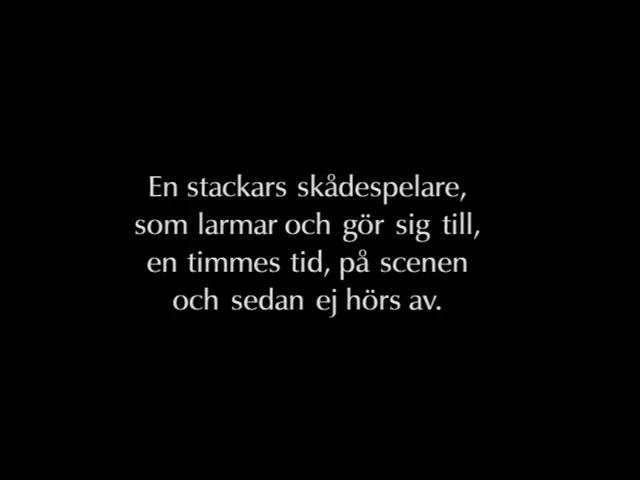 En stackars skådespelare,
som larmar och gör sig till,
en timmes tid, på scenen
och sedan ej hörs av.